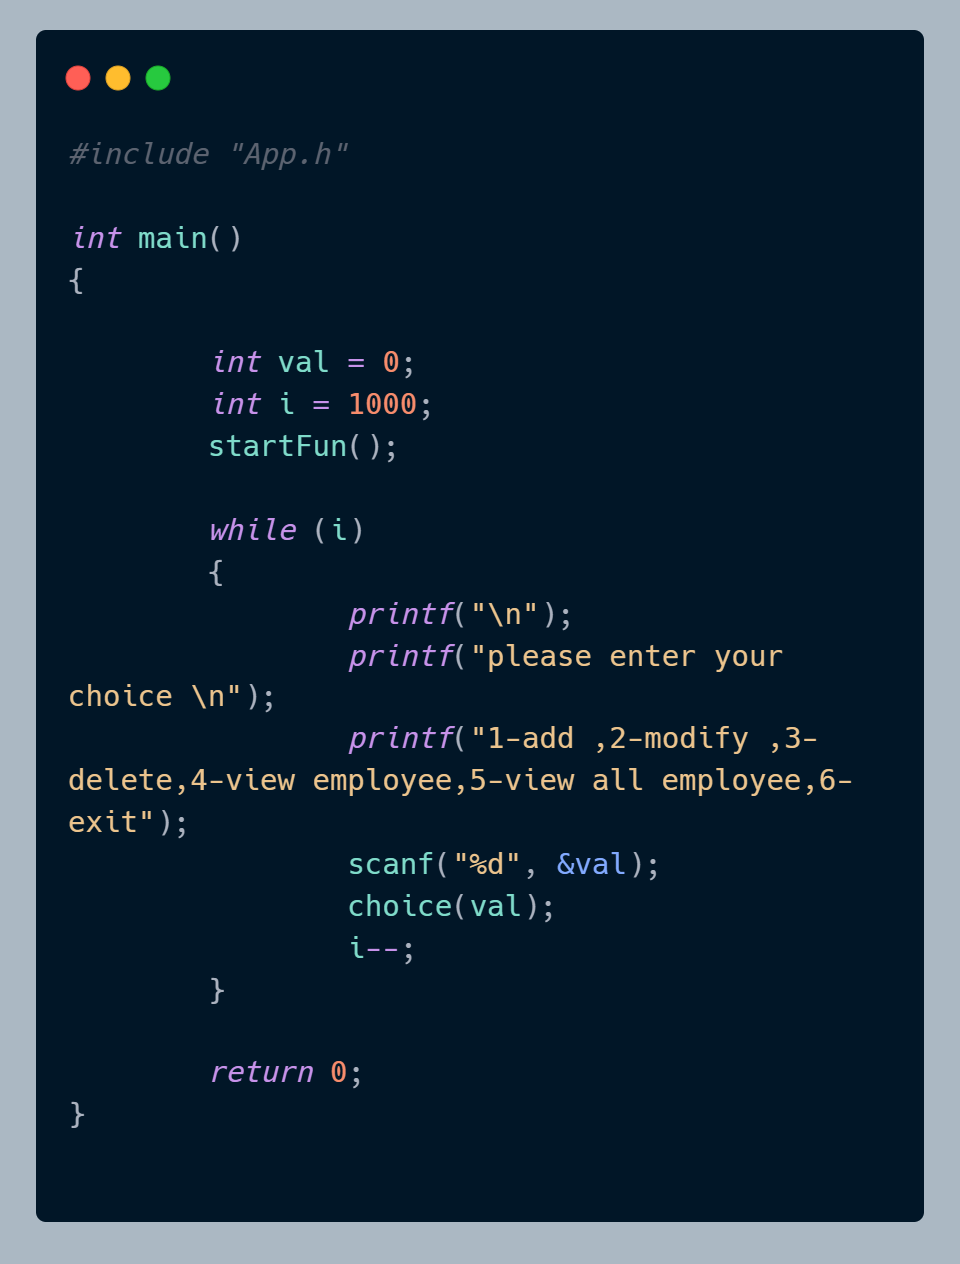 #include "App.h"
int main()
{
int val = 0;
int i = 1000;
startFun();
while (i)
{
printf("\n");
printf("please enter your
choice \n");
printf("1-add ,2-modify ,3-
delete,4-view employee,5-view all employee,6-
exit");
scanf("%d", &val);
choice(val);
i--;
}
return 0;
}